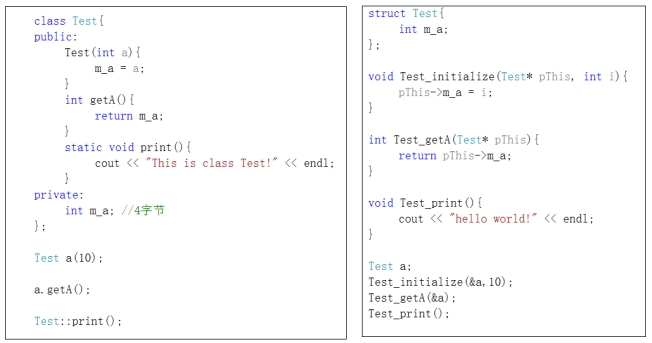 class Test{
public:
Test(int a){
m_a = a;
}
int getA(){
return m_a;
}
static void print(){
cout << "This is class Test!" << endl;
}
private:
int m_a; //4字节
};
Test a(10);
a.getA();
Test::print();
struct Test{
int m_a;
};
void Test_initialize(Test* pThis, int i){
pThis->m_a = i;
}
int Test_getA(Test* pThis){
return pThis->m_a;
}
void Test_print(){
cout << "hello world!" << endl;
}
Test a;
Test_initialize(&a,10);
Test_getA(&a);
Test_print();